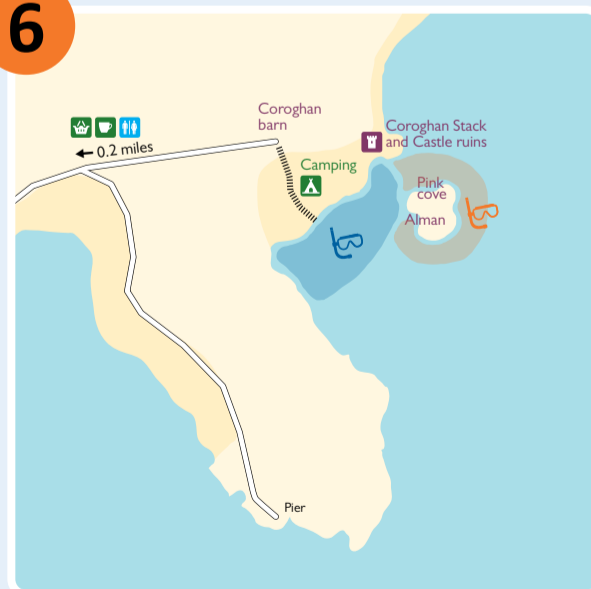 6
Coroghan
barn
0.2 miles
Coroghan Stack
and Castle ruins
Camping
Pink
cove
Alman
Pier